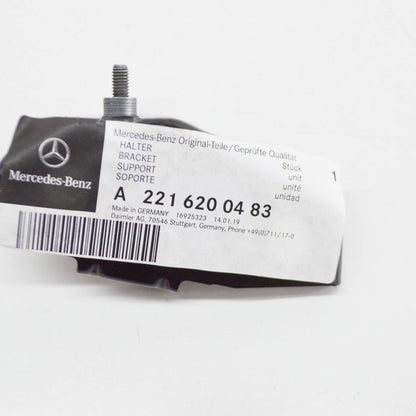 Mercedes-Benz
Mercedes-Benz Original-Teile/Geprüfte Qualität
HALTER Stück
BRACKET unit
SUPPORT unité
SOPORTE unidad
1
A 221 620 04 83
Made in GERMANY 16925323 14.01.19
Daimler AG, 70546 Stuttgart, Germany, Phone +49(0)711/17-0